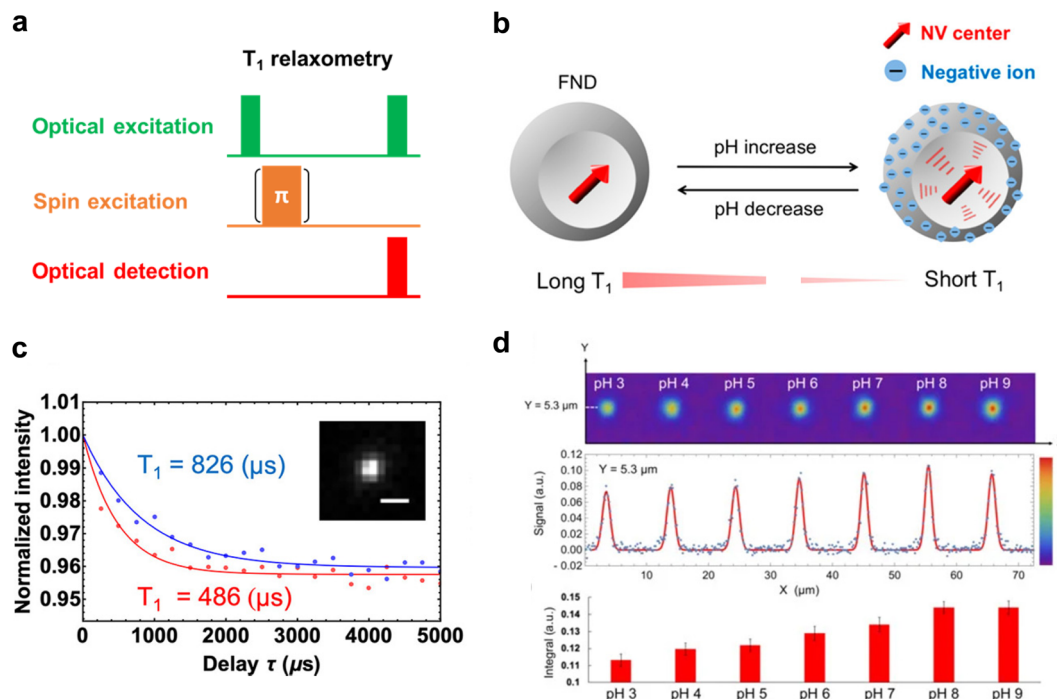 a
T1 relaxometry
Optical excitation
Spin excitation
( π )
Optical detection
b
NV center
Negative ion
FND
pH increase
pH decrease
Long T1
Short T1
c
Normalized intensity
1.01
1.00
0.99
0.98
0.97
0.96
0.95
T1 = 826 (μs)
T1 = 486 (μs)
0 1000 2000 3000 4000 5000
Delay τ (μs)
d
Y
pH 3 pH 4 pH 5 pH 6 pH 7 pH 8 pH 9
Y = 5.3 μm
Signal (a.u.)
0.12
0.10
0.08
0.06
0.04
0.02
0.00
- 0.02
Y = 5.3 μm
10 20 30 40 50 60 70
X (μm)
Integral (a.u.)
0.15
0.14
0.13
0.12
0.11
0.1
pH 3 pH 4 pH 5 pH 6 pH 7 pH 8 pH 9